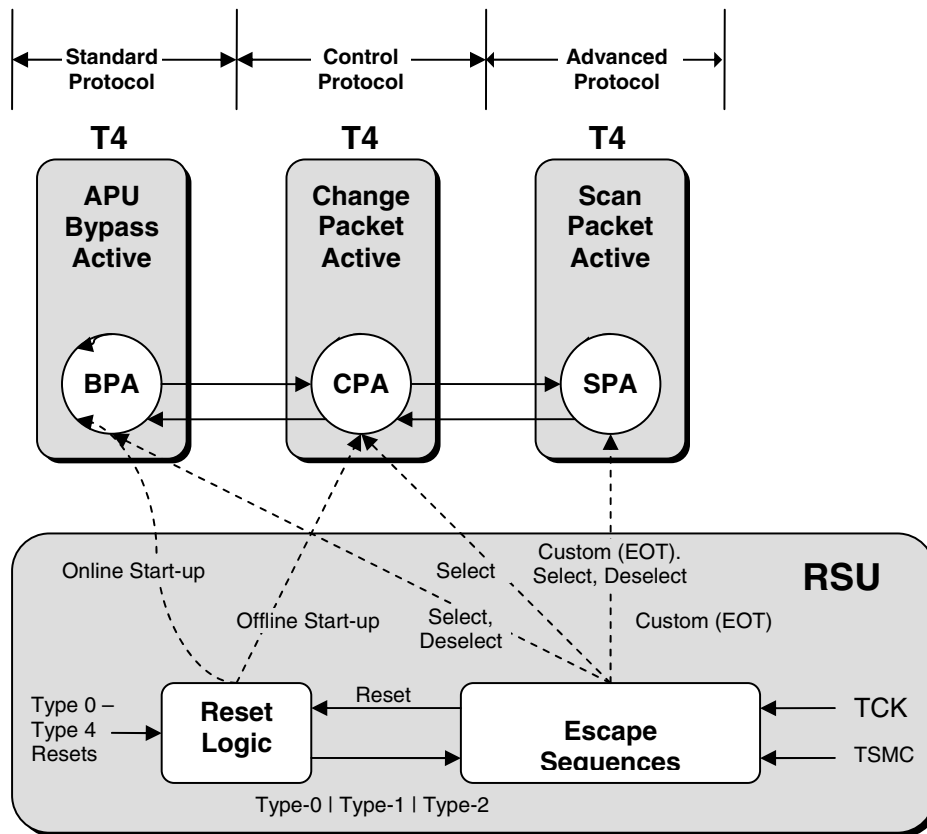 Standard Protocol
Control Protocol
Advanced Protocol
T4
T4
T4
APU
Bypass
Active
Change
Packet
Active
Scan
Packet
Active
BPA
CPA
SPA
Online Start-up
Offline Start-up
Select
Select,
Deselect
Custom (EOT).
Select, Deselect
Custom (EOT)
RSU
Type 0 –
Type 4
Resets
Reset
Logic
Reset
Escape
Sequences
TCK
TSMC
Type-0 | Type-1 | Type-2